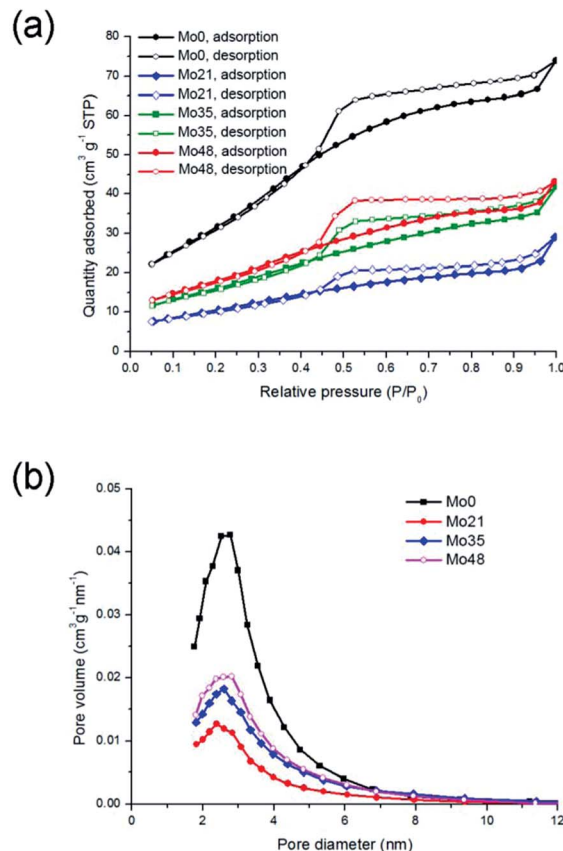 (a)
Mo0, adsorption
Mo0, desorption
Mo21, adsorption
Mo21, desorption
Mo35, adsorption
Mo35, desorption
Mo48, adsorption
Mo48, desorption
80
70
60
50
40
30
20
10
0
Quantity adsorbed (cm³ g⁻¹ STP)
0.0 0.1 0.2 0.3 0.4 0.5 0.6 0.7 0.8 0.9 1.0
Relative pressure (P/P₀)
(b)
Mo0
Mo21
Mo35
Mo48
0.05
0.04
0.03
0.02
0.01
0.00
Pore volume (cm³g⁻¹nm⁻¹)
0 2 4 6 8 10 12
Pore diameter (nm)